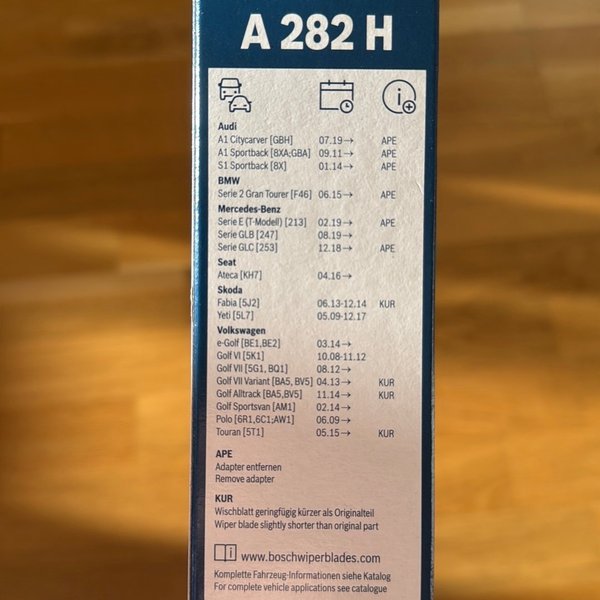 A 282 H
Audi
A1 Citycarver [GBH] 07.19→ APE
A1 Sportback [8XA;GBA] 09.11→ APE
S1 Sportback [8X] 01.14→ APE
BMW
Serie 2 Gran Tourer [F46] 06.15→ APE
Mercedes-Benz
Serie E (T-Modell) [213] 02.19→ APE
Serie GLB [247] 08.19→
Serie GLC [253] 12.18→ APE
Seat
Ateca [KH7] 04.16→
Skoda
Fabia [5J2] 06.13-12.14 KUR
Yeti [5L7] 05.09-12.17
Volkswagen
e-Golf [BE1,BE2] 03.14→
Golf VI [5K1] 10.08-11.12
Golf VII [5G1, BQ1] 08.12→
Golf VII Variant [BA5, BV5] 04.13→ KUR
Golf Alltrack [BA5,BV5] 11.14→ KUR
Golf Sportsvan [AM1] 02.14→
Polo [6R1,6C1;AW1] 06.09→
Touran [5T1] 05.15→ KUR
APE
Adapter entfernen
Remove adapter
KUR
Wischblatt geringfügig kürzer als Originalteil
Wiper blade slightly shorter than original part
www.boschwiperblades.com
Komplette Fahrzeug-Informationen siehe Katalog
For complete vehicle applications see catalogue